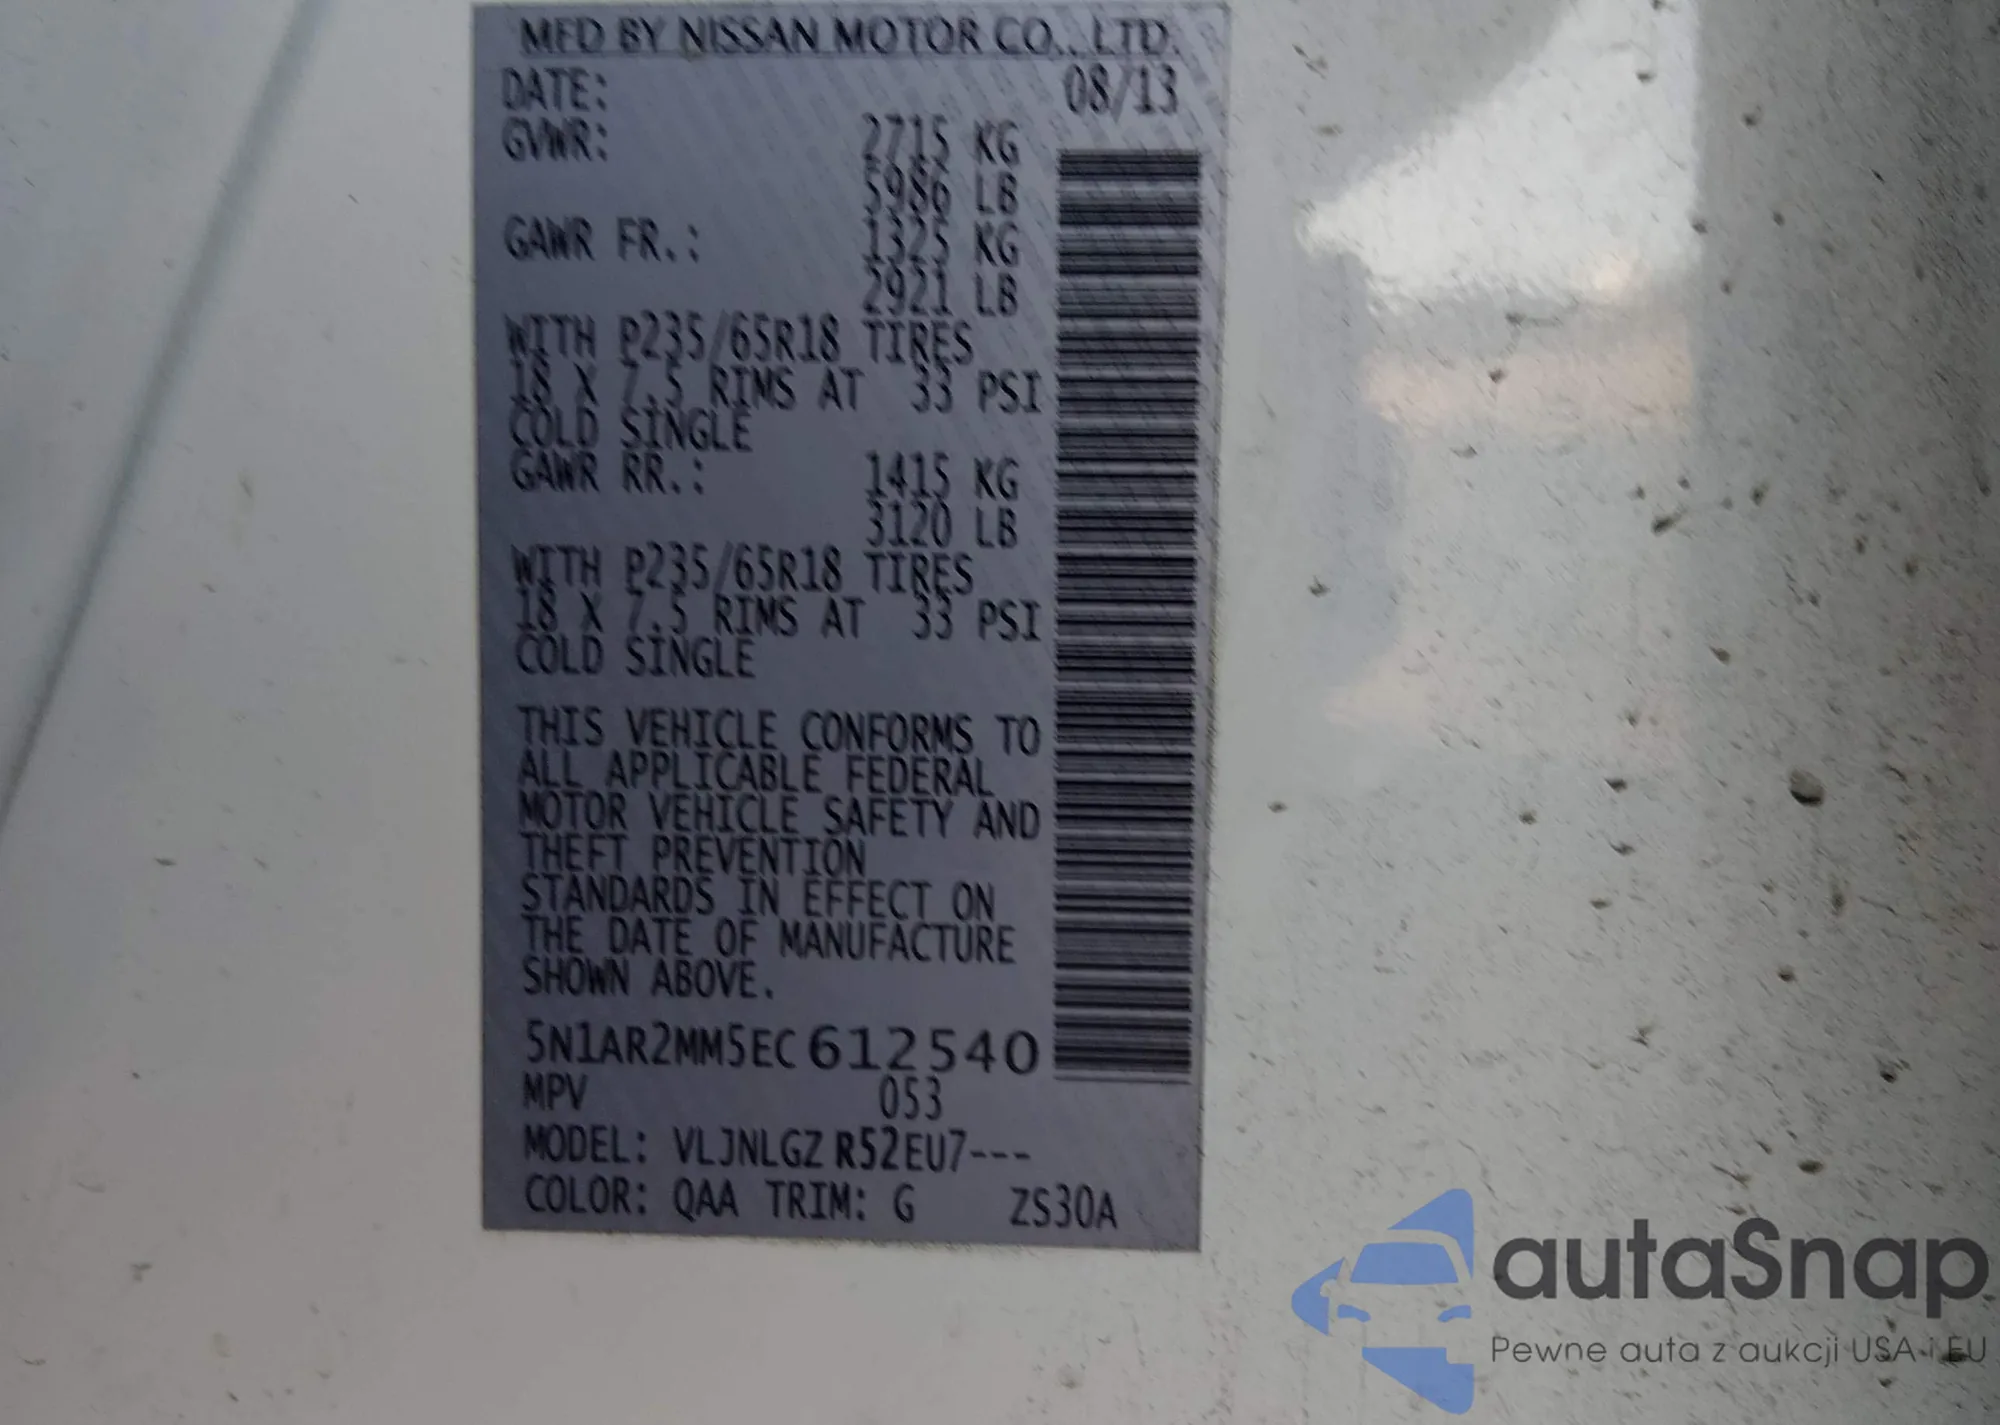 MFD BY NISSAN MOTOR CO., LTD.
DATE: 08/13
GVWR: 2715 KG
5986 LB
GAWR FR.: 1325 KG
2921 LB
WITH P235/65R18 TIRES
18 X 7.5 RIMS AT 33 PSI
COLD SINGLE
GAWR RR.: 1415 KG
3120 LB
WITH P235/65R18 TIRES
18 X 7.5 RIMS AT 33 PSI
COLD SINGLE
THIS VEHICLE CONFORMS TO
ALL APPLICABLE FEDERAL
MOTOR VEHICLE SAFETY AND
THEFT PREVENTION
STANDARDS IN EFFECT ON
THE DATE OF MANUFACTURE
SHOWN ABOVE.
5N1AR2MM5EC612540
MPV 053
MODEL: VLJNLGZ R52EU7---
COLOR: QAA TRIM: G ZS30A
autaSnap
Pewne auta z aukcji USA i EU